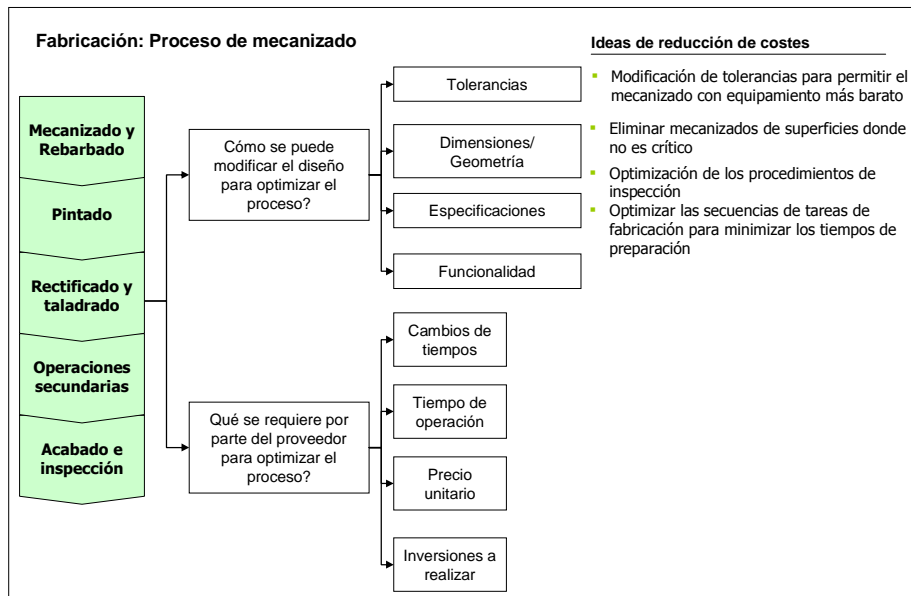 Fabricación: Proceso de mecanizado
Mecanizado y
Rebarbado
Pintado
Rectificado y
taladrado
Operaciones
secundarias
Acabado e
inspección
Cómo se puede
modificar el diseño
para optimizar el
proceso?
Qué se requiere por
parte del proveedor
para optimizar el
proceso?
Tolerancias
Dimensiones/
Geometría
Especificaciones
Funcionalidad
Cambios de
tiempos
Tiempo de
operación
Precio
unitario
Inversiones a
realizar
Ideas de reducción de costes
Modificación de tolerancias para permitir el
mecanizado con equipamiento más barato
Eliminar mecanizados de superficies donde
no es crítico
Optimización de los procedimientos de
inspección
Optimizar las secuencias de tareas de
fabricación para minimizar los tiempos de
preparación